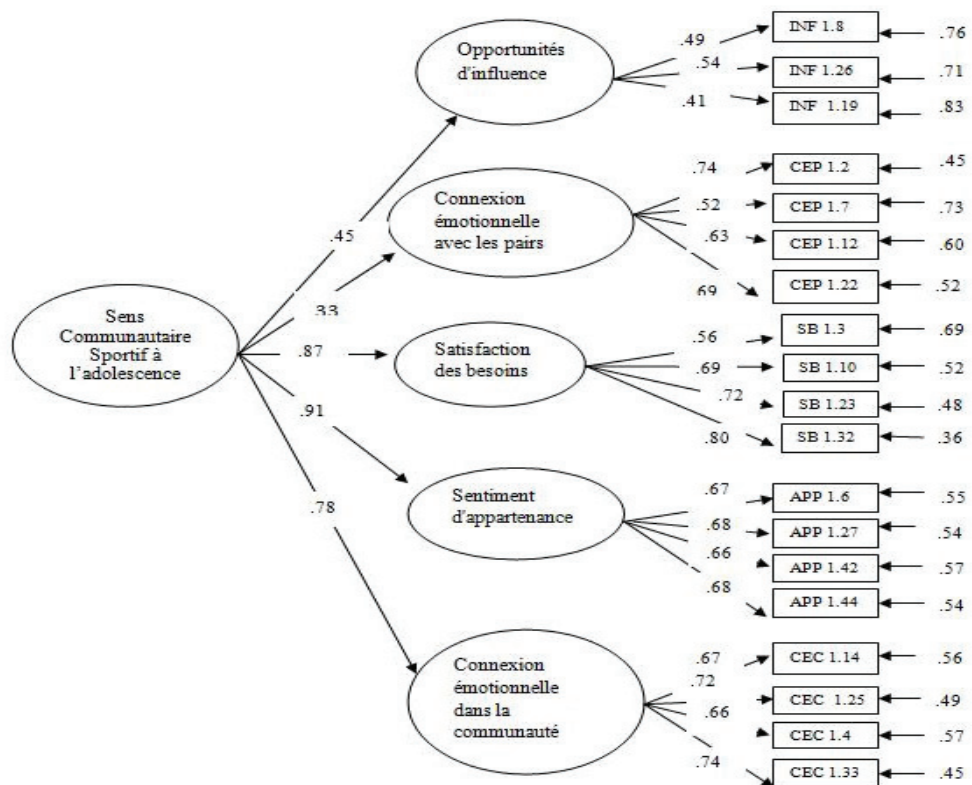 Opportunités
d'influence
.49
.54
.41
INF 1.8
.76
INF 1.26
.71
INF 1.19
.83
Connexion
émotionnelle
avec les pairs
.74
.52
.63
.69
CEP 1.2
.45
CEP 1.7
.73
CEP 1.12
.60
CEP 1.22
.52
.45
.33
.87
.91
.78
Sens
Communautaire
Sportif à
l'adolescence
Satisfaction
des besoins
.56
.69
.72
.80
SB 1.3
.69
SB 1.10
.52
SB 1.23
.48
SB 1.32
.36
Sentiment
d'appartenance
.67
.68
.66
.68
APP 1.6
.55
APP 1.27
.54
APP 1.42
.57
APP 1.44
.54
Connexion
émotionnelle
dans la
communauté
.67
.72
.66
.74
CEC 1.14
.56
CEC 1.25
.49
CEC 1.4
.57
CEC 1.33
.45